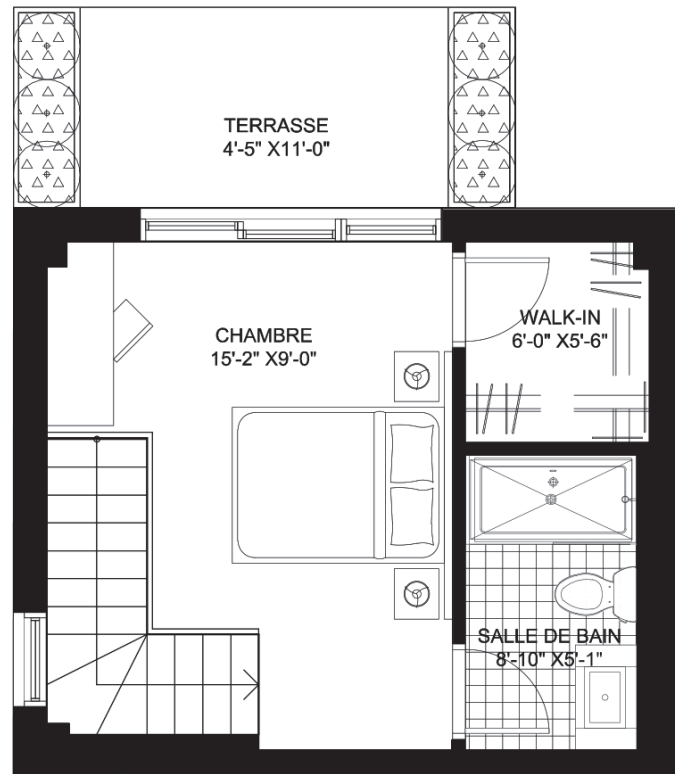 TERRASSE
4'-5" X11'-0"
CHAMBRE
15'-2" X9'-0"
WALK-IN
6'-0" X5'-6"
SALLE DE BAIN
8'-10" X5'-1"